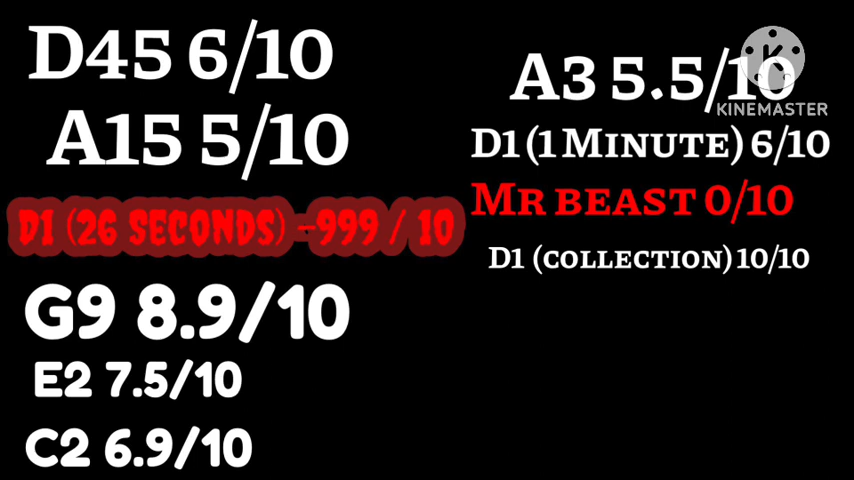 D45 6/10
A15 5/10
D1 (26 SECONDS) -999 / 10
G9 8.9/10
E2 7.5/10
C2 6.9/10
A3 5.5/10
KINEMASTER
D1 (1 MINUTE) 6/10
MR BEAST 0/10
D1 (COLLECTION) 10/10